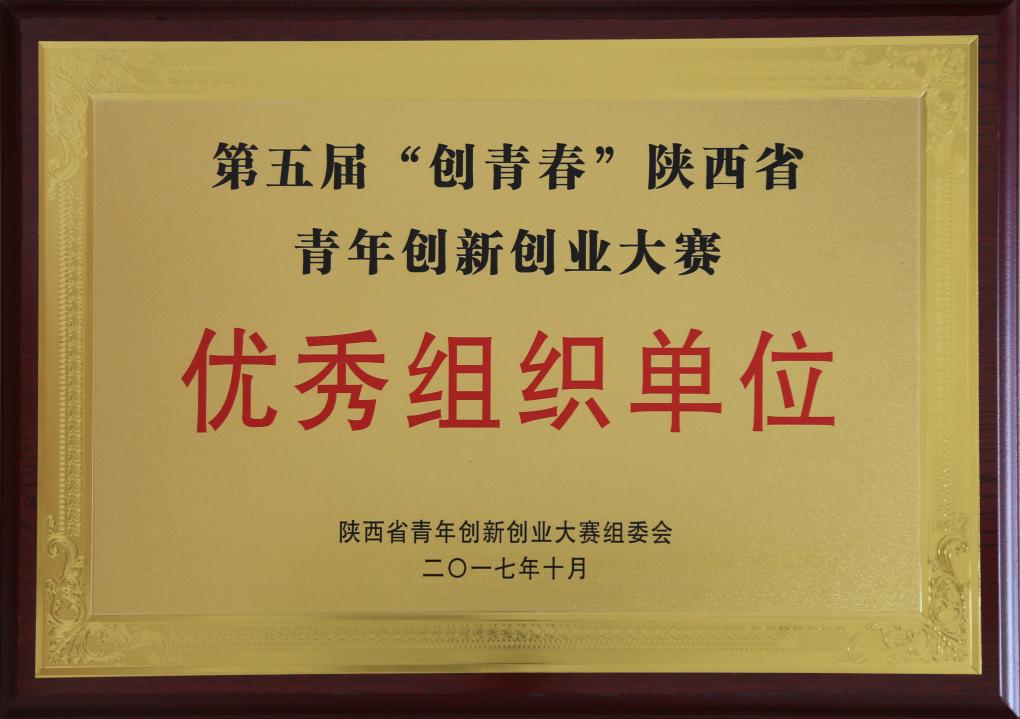 第五届“创青春”陕西省
青年创新创业大赛
优秀组织单位
陕西省青年创新创业大赛组委会
二〇一七年十月